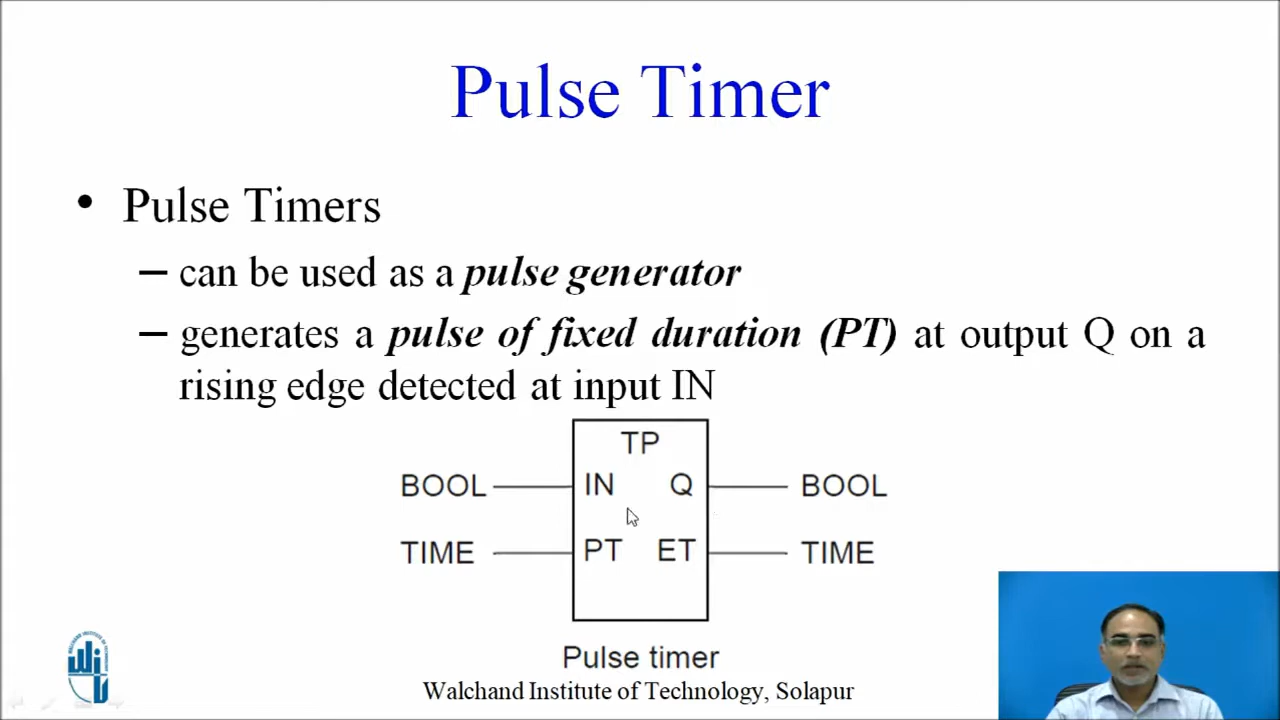 Pulse Timer
• Pulse Timers
– can be used as a pulse generator
– generates a pulse of fixed duration (PT) at output Q on a
rising edge detected at input IN
TP
BOOL IN Q BOOL
TIME PT ET TIME
Pulse timer
Walchand Institute of Technology, Solapur